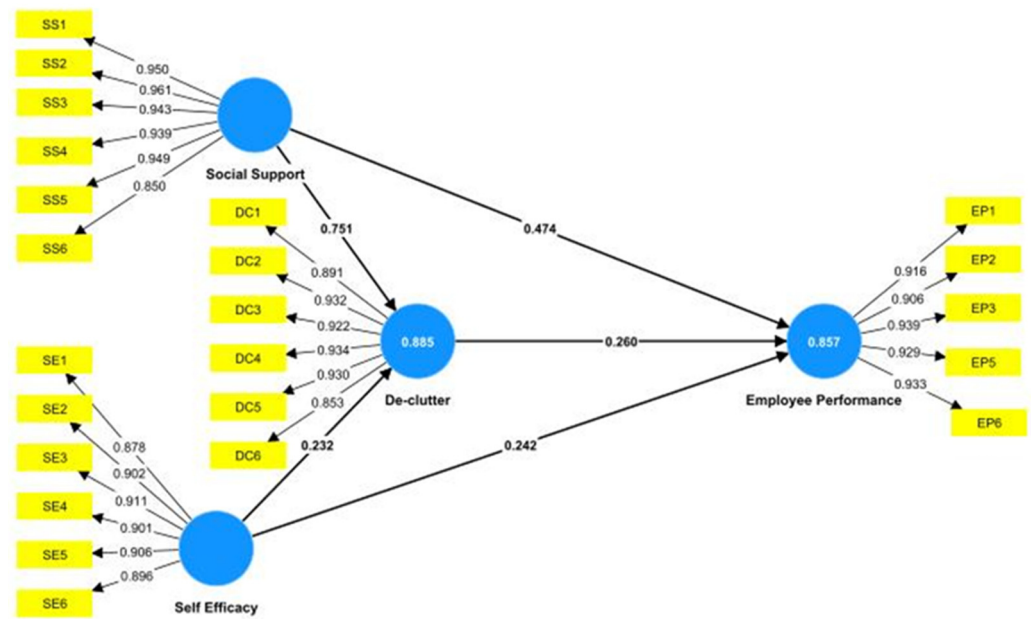 SS1
SS2
SS3
SS4
SS5
SS6
0.950
0.961
0.943
0.939
0.949
0.850
Social Support
0.751
0.474
DC1
DC2
DC3
DC4
DC5
DC6
0.891
0.932
0.922
0.934
0.930
0.853
0.885
De-clutter
0.260
0.232
0.242
SE1
SE2
SE3
SE4
SE5
SE6
0.878
0.902
0.911
0.901
0.906
0.896
Self Efficacy
0.857
Employee Performance
0.916
0.906
0.939
0.929
0.933
EP1
EP2
EP3
EP5
EP6